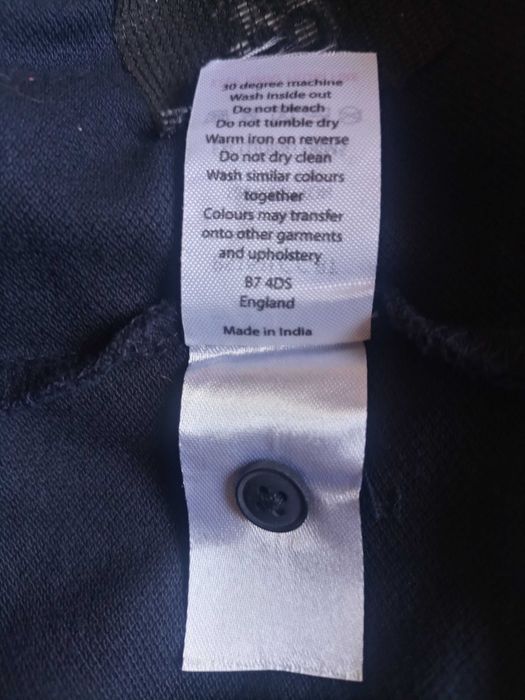 30 degree machine
Wash inside out
Do not bleach
Do not tumble dry
Warm iron on reverse
Do not dry clean
Wash similar colours
together
Colours may transfer
onto other garments
and upholstery
B7 4DS
England
Made in India